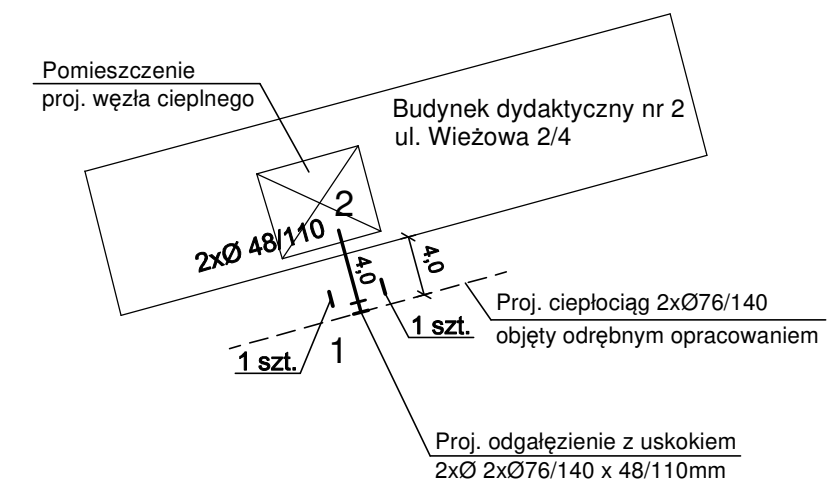 Pomieszczenie
proj. węzła cieplnego
Budynek dydaktyczny nr 2
ul. Wieżowa 2/4
2
2xØ 48/110
4,0
4,0
Proj. ciepłociąg 2xØ76/140
objęty odrębnym opracowaniem
1 szt.
1
1 szt.
Proj. odgałęzienie z uskokiem
2xØ 2xØ76/140 x 48/110mm